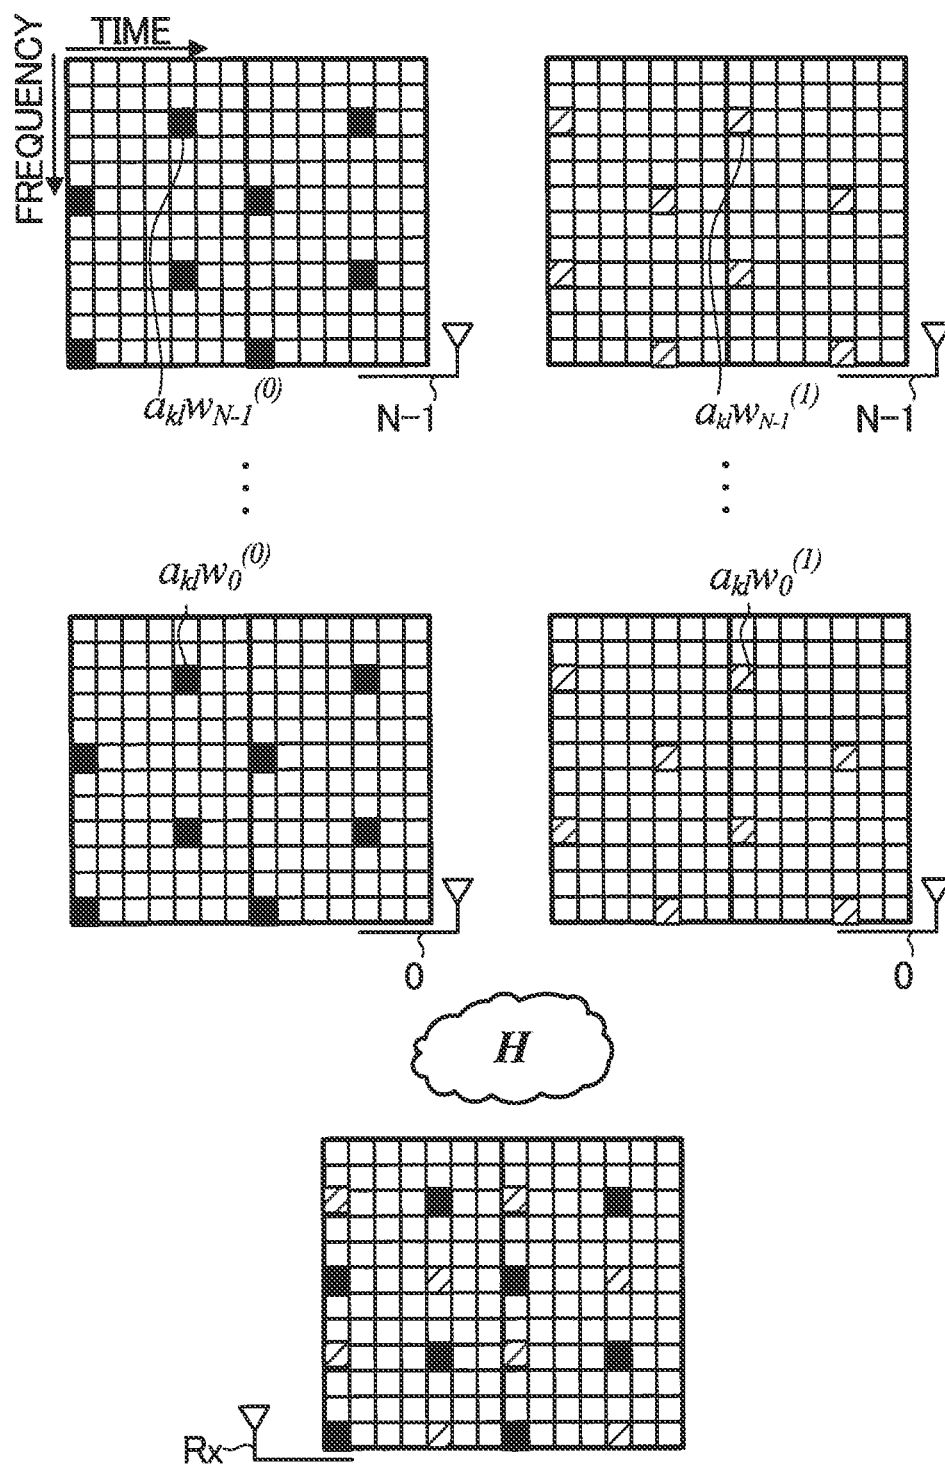 TIME
FREQUENCY
a_{kl}w_{N-1}^{(0)}
N-1
a_{kl}w_{N-1}^{(1)}
N-1
a_{kl}w_0^{(0)}
a_{kl}w_0^{(1)}
0
0
H
Rx